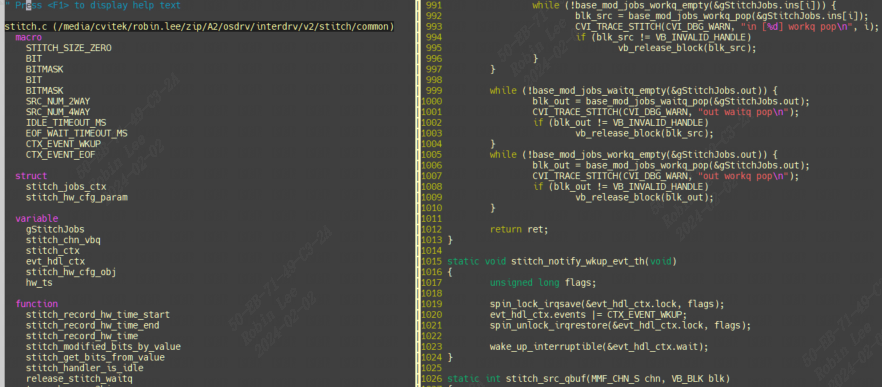 " Press <F1> to display help text
stitch.c (/media/cvitek/robin.lee/zip/A2/osdrv/interdrv/v2/stitch/common)
macro
STITCH_SIZE_ZERO
BIT
BITMASK
BIT
BITMASK
SRC_NUM_2WAY
SRC_NUM_4WAY
IDLE_TIMEOUT_MS
EOF_WAIT_TIMEOUT_MS
CTX_EVENT_WKUP
CTX_EVENT_EOF
struct
stitch_jobs_ctx
stitch_hw_cfg_param
variable
gStitchJobs
stitch_chn_vbq
stitch_ctx
evt_hdl_ctx
stitch_hw_cfg_obj
hw_ts
function
stitch_record_hw_time_start
stitch_record_hw_time_end
stitch_record_hw_time
stitch_modified_bits_by_value
stitch_get_bits_from_value
stitch_handler_is_idle
release_stitch_waitq
991 while (!base_mod_jobs_workq_empty(&gStitchJobs.ins[i])) {
992 blk_src = base_mod_jobs_workq_pop(&gStitchJobs.ins[i]);
993 CVI_TRACE_STITCH(CVI_DBG_WARN, "in [%d] workq pop\n", i);
994 if (blk_src != VB_INVALID_HANDLE)
995 vb_release_block(blk_src);
996 }
997 }
998
999 while (!base_mod_jobs_waitq_empty(&gStitchJobs.out)) {
1000 blk_out = base_mod_jobs_waitq_pop(&gStitchJobs.out);
1001 CVI_TRACE_STITCH(CVI_DBG_WARN, "out waitq pop\n");
1002 if (blk_out != VB_INVALID_HANDLE)
1003 vb_release_block(blk_src);
1004 }
1005 while (!base_mod_jobs_workq_empty(&gStitchJobs.out)) {
1006 blk_out = base_mod_jobs_workq_pop(&gStitchJobs.out);
1007 CVI_TRACE_STITCH(CVI_DBG_WARN, "out workq pop\n");
1008 if (blk_out != VB_INVALID_HANDLE)
1009 vb_release_block(blk_out);
1010 }
1011
1012 return ret;
1013 }
1014
1015 static void stitch_notify_wkup_evt_th(void)
1016 {
1017 unsigned long flags;
1018
1019 spin_lock_irqsave(&evt_hdl_ctx.lock, flags);
1020 evt_hdl_ctx.events |= CTX_EVENT_WKUP;
1021 spin_unlock_irqrestore(&evt_hdl_ctx.lock, flags);
1022
1023 wake_up_interruptible(&evt_hdl_ctx.wait);
1024 }
1025
1026 static int stitch_src_qbuf(MMF_CHN_S chn, VB_BLK blk)